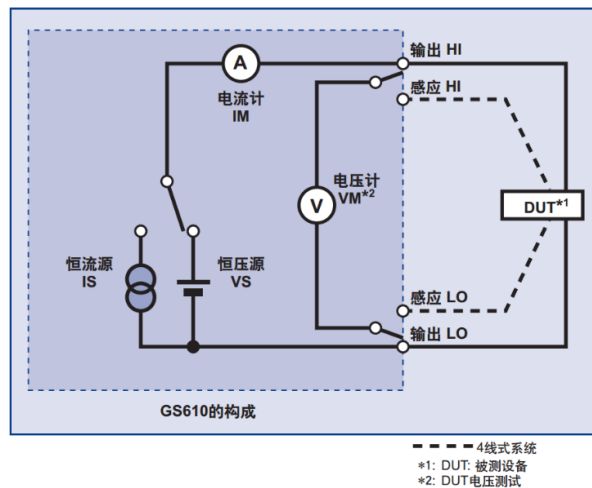 输出 HI
A
感应 HI
电流计
IM
电压计
VM*2
V
DUT*1
恒流源
IS
恒压源
VS
感应 LO
输出 LO
GS610的构成
4线式系统
*1: DUT: 被测设备
*2: DUT电压测试